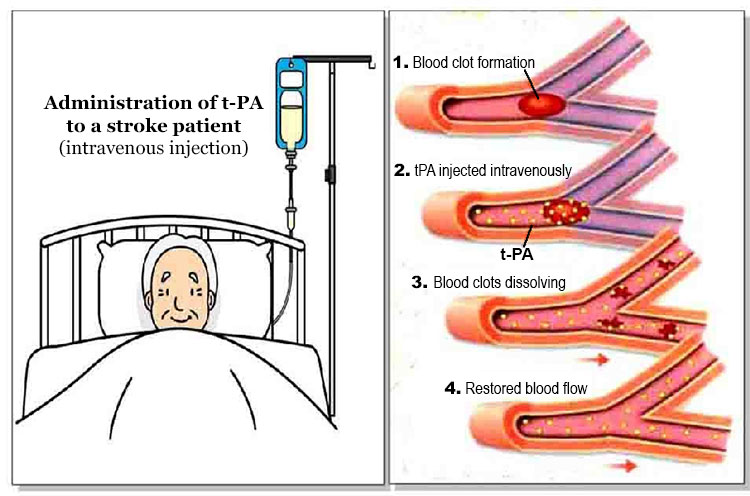 Administration of t-PA
to a stroke patient
(intravenous injection)
1. Blood clot formation
2. tPA injected intravenously
t-PA
3. Blood clots dissolving
4. Restored blood flow